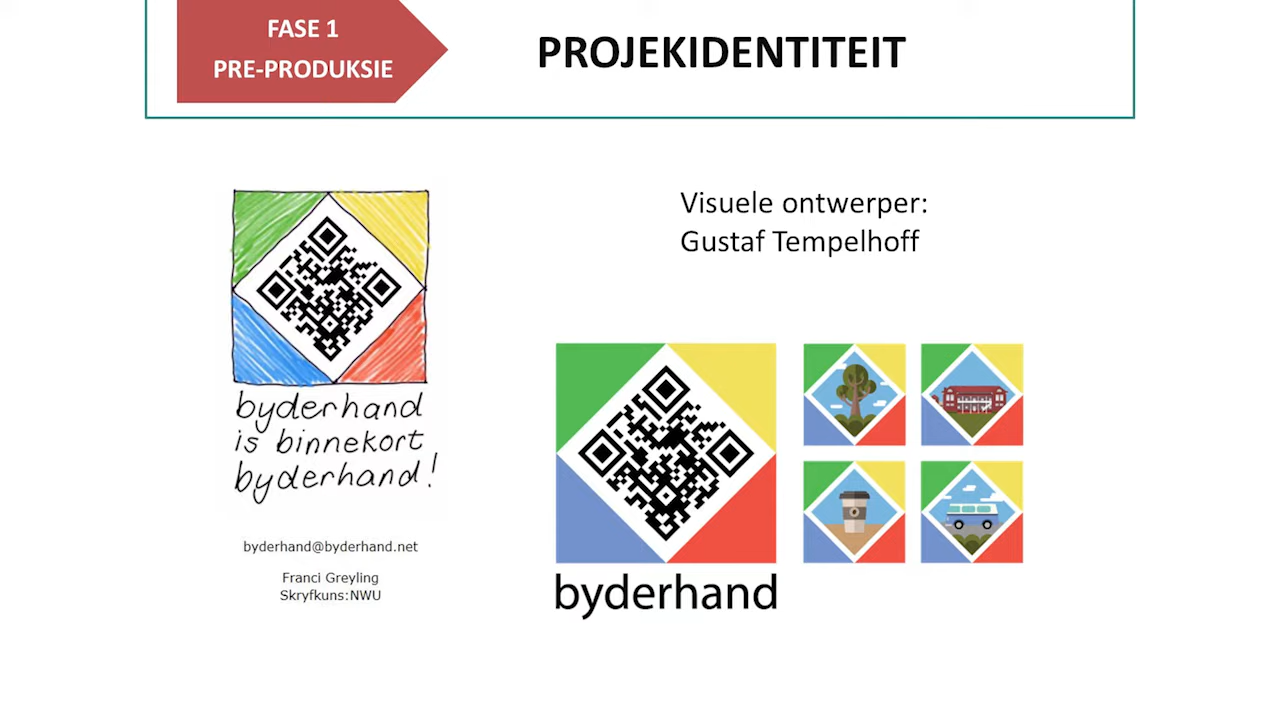 FASE 1
PRE-PRODUKSIE
PROJEKIDENTITEIT
byderhand
is binnekort
byderhand!
byderhand@byderhand.net
Franci Greyling
Skryfkuns:NWU
Visuele ontwerper:
Gustaf Tempelhoff
byderhand